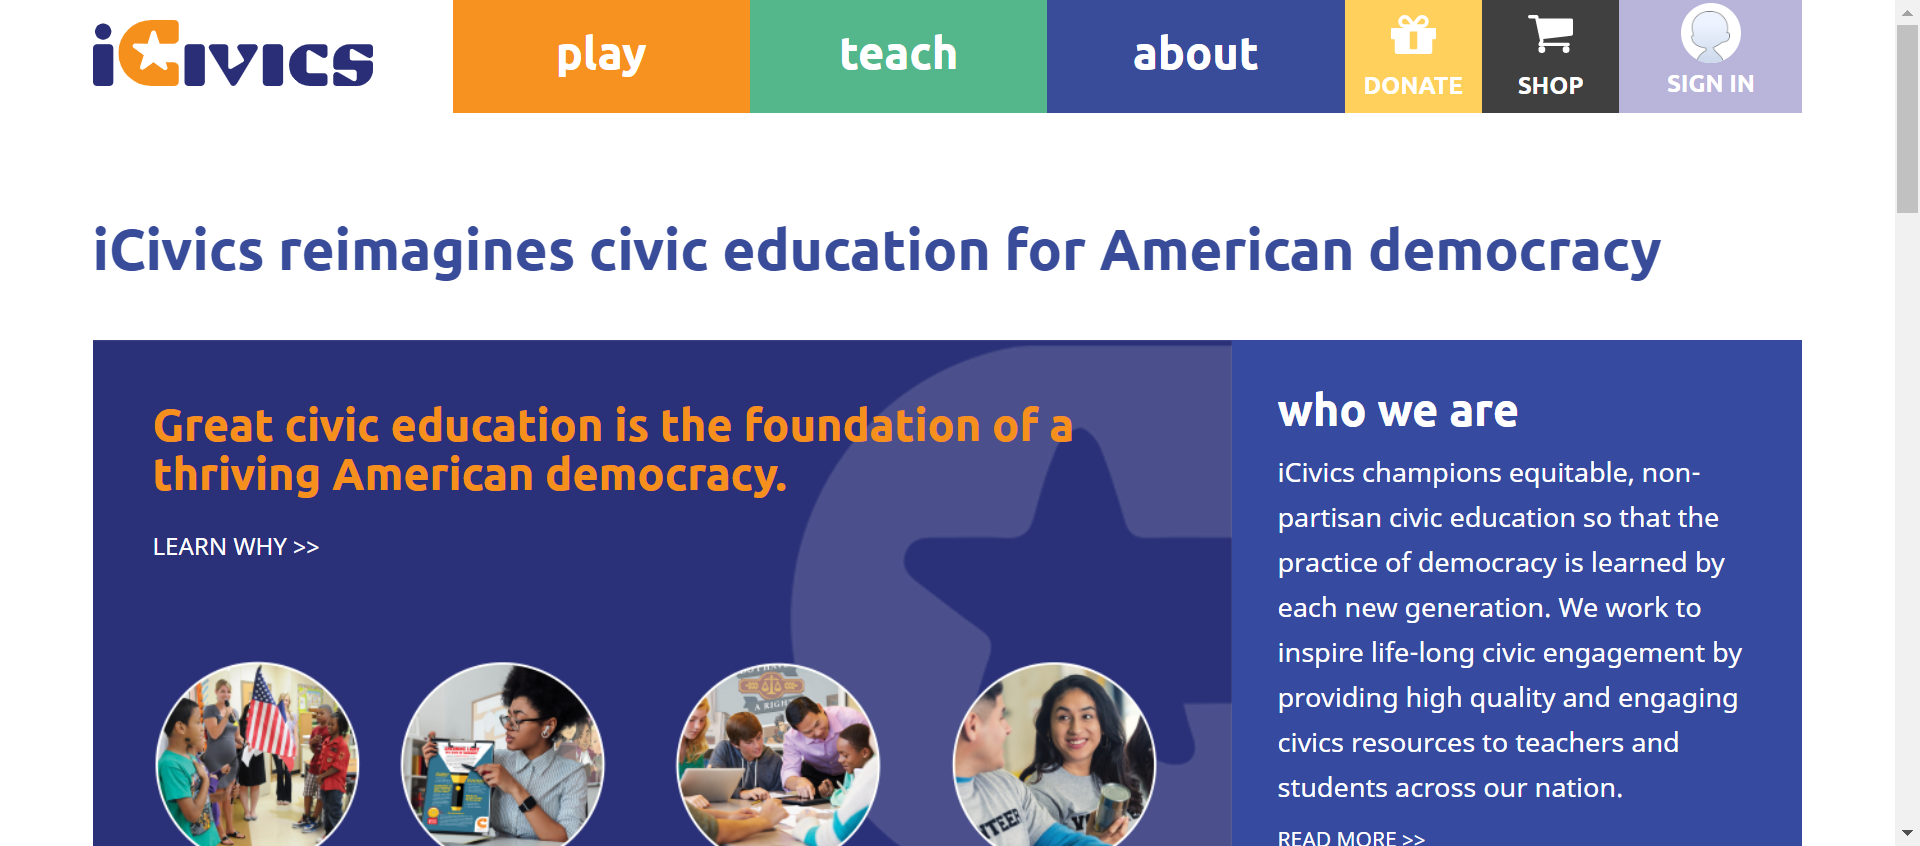 iCivics
play
teach
about
DONATE
SHOP
SIGN IN
iCivics reimagines civic education for American democracy
Great civic education is the foundation of a
thriving American democracy.
LEARN WHY >>
who we are
iCivics champions equitable, non-
partisan civic education so that the
practice of democracy is learned by
each new generation. We work to
inspire life-long civic engagement by
providing high quality and engaging
civics resources to teachers and
students across our nation.
READ MORE >>
A RIGHT
NTEER
V